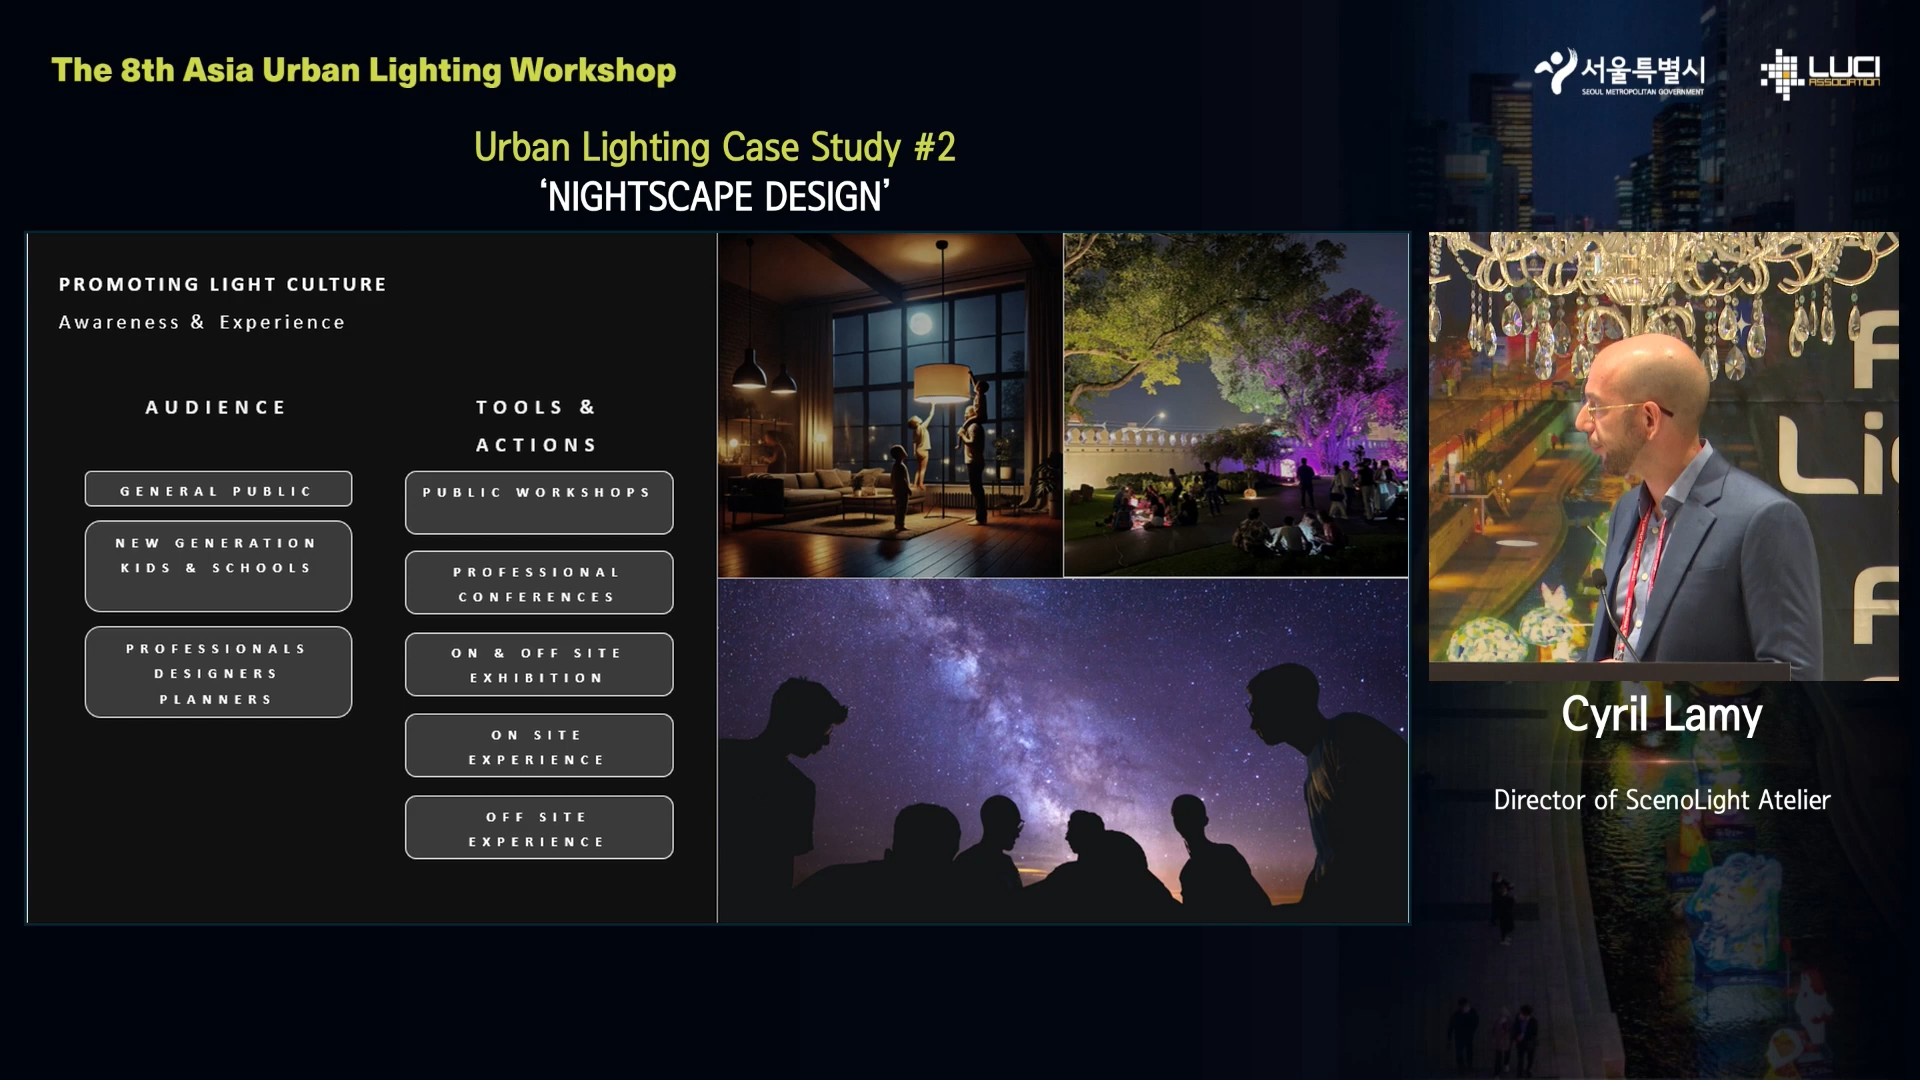 The 8th Asia Urban Lighting Workshop
서울특별시
SEOUL METROPOLITAN GOVERNMENT
LUCI
ASSOCIATION
Urban Lighting Case Study #2
‘NIGHTSCAPE DESIGN’
PROMOTING LIGHT CULTURE
Awareness & Experience
AUDIENCE
GENERAL PUBLIC
NEW GENERATION
KIDS & SCHOOLS
PROFESSIONALS
DESIGNERS
PLANNERS
TOOLS &
ACTIONS
PUBLIC WORKSHOPS
PROFESSIONAL
CONFERENCES
ON & OFF SITE
EXHIBITION
ON SITE
EXPERIENCE
OFF SITE
EXPERIENCE
Cyril Lamy
Director of ScenoLight Atelier